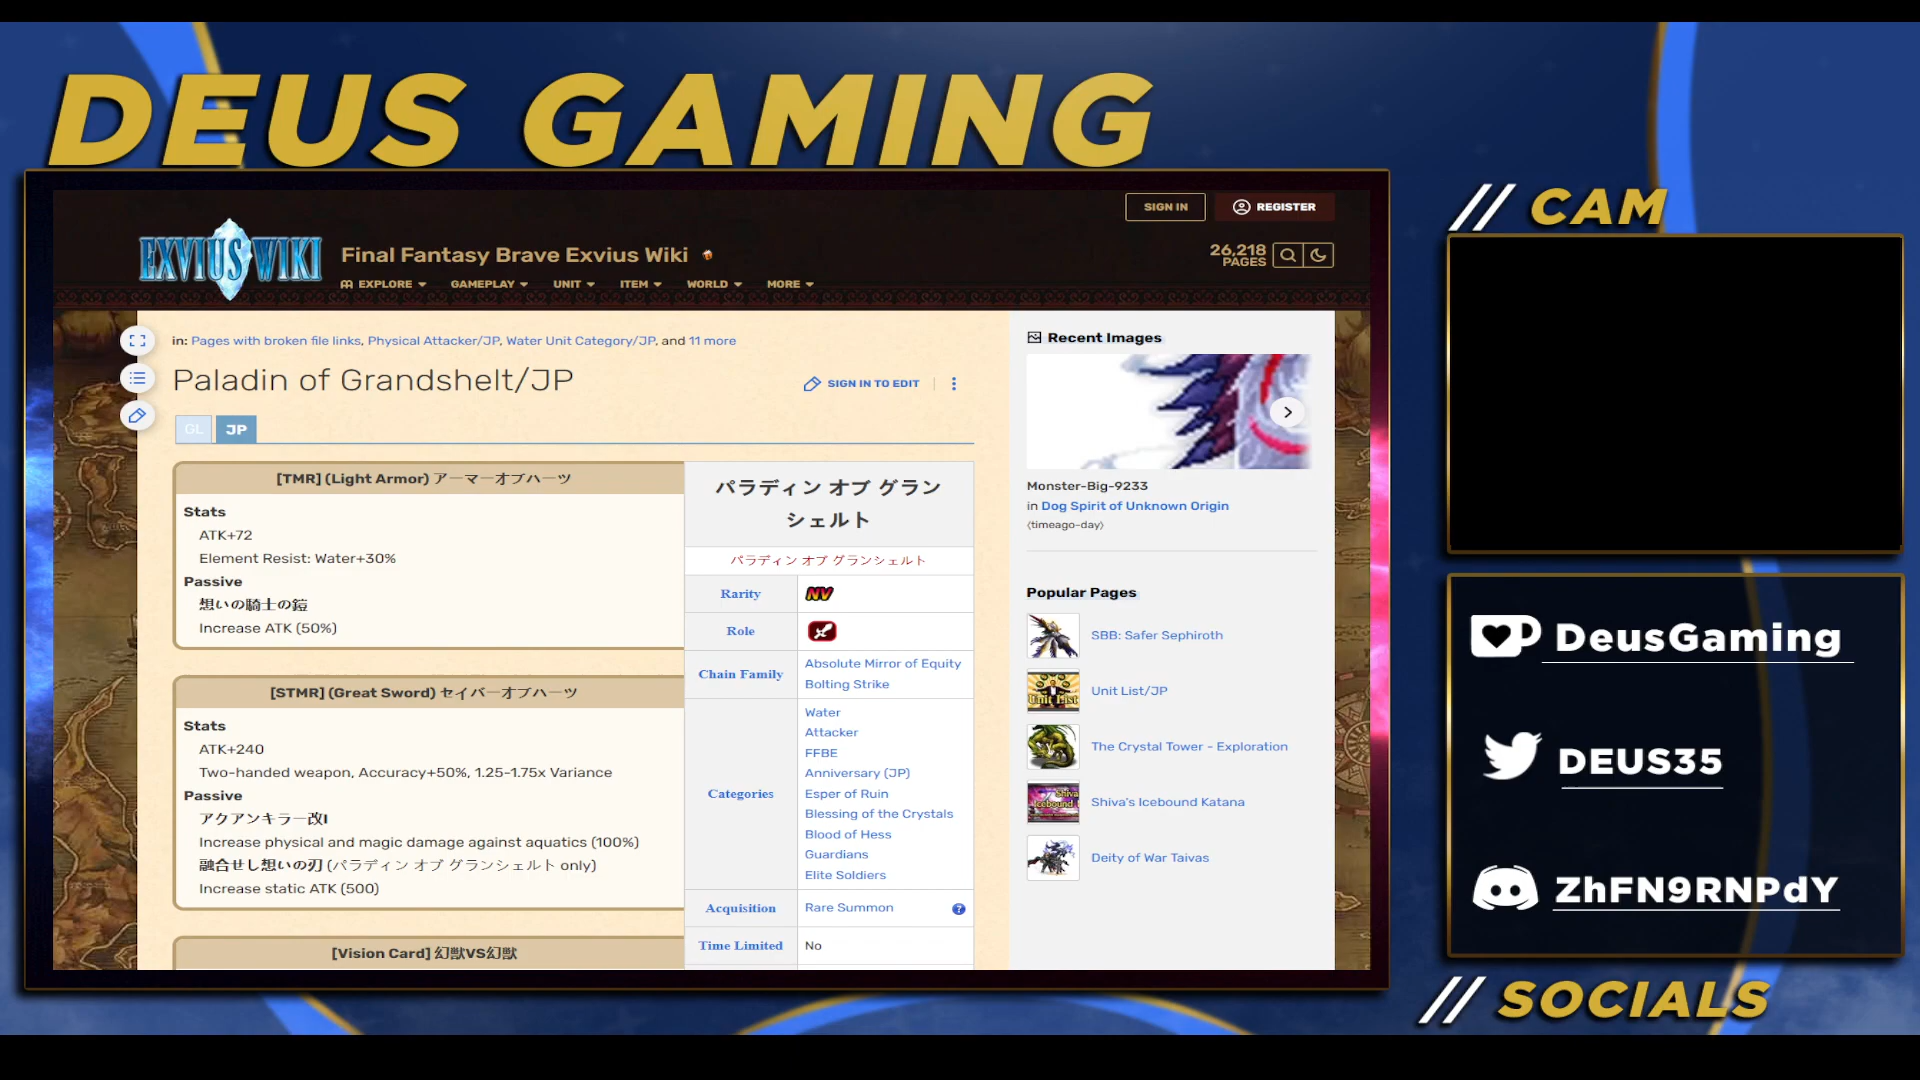 DEUS GAMING
SIGN IN
REGISTER
EXVIUS WIKI
Final Fantasy Brave Exvius Wiki
26,218
PAGES
EXPLORE
GAMEPLAY
UNIT
ITEM
WORLD
MORE
in: Pages with broken file links, Physical Attacker/JP, Water Unit Category/JP, and 11 more
Paladin of Grandshelt/JP
SIGN IN TO EDIT
GL
JP
[TMR] (Light Armor) アーマーオブハーツ
Stats
ATK+72
Element Resist: Water+30%
Passive
想いの騎士の鎧
Increase ATK (50%)
[STMR] (Great Sword) セイバーオブハーツ
Stats
ATK+240
Two-handed weapon, Accuracy+50%, 1.25-1.75x Variance
Passive
アクアンキラー改I
Increase physical and magic damage against aquatics (100%)
融合せし想いの刃 (パラディン オブ グランシェルト only)
Increase static ATK (500)
[Vision Card] 幻獣VS幻獣
パラディン オブ グラン
シェルト
パラディン オブ グランシェルト
Rarity
NV
Role
Chain Family
Absolute Mirror of Equity
Bolting Strike
Categories
Water
Attacker
FFBE
Anniversary (JP)
Esper of Ruin
Blessing of the Crystals
Blood of Hess
Guardians
Elite Soldiers
Acquisition
Rare Summon
?
Time Limited
No
Recent Images
Monster-Big-9233
in Dog Spirit of Unknown Origin
⟨timeago-day⟩
Popular Pages
SBB: Safer Sephiroth
Unit List
Unit List/JP
The Crystal Tower - Exploration
Shiva's
Icebound
Shiva's Icebound Katana
Deity of War Taivas
// CAM
DeusGaming
DEUS35
ZhFN9RNPdY
// SOCIALS